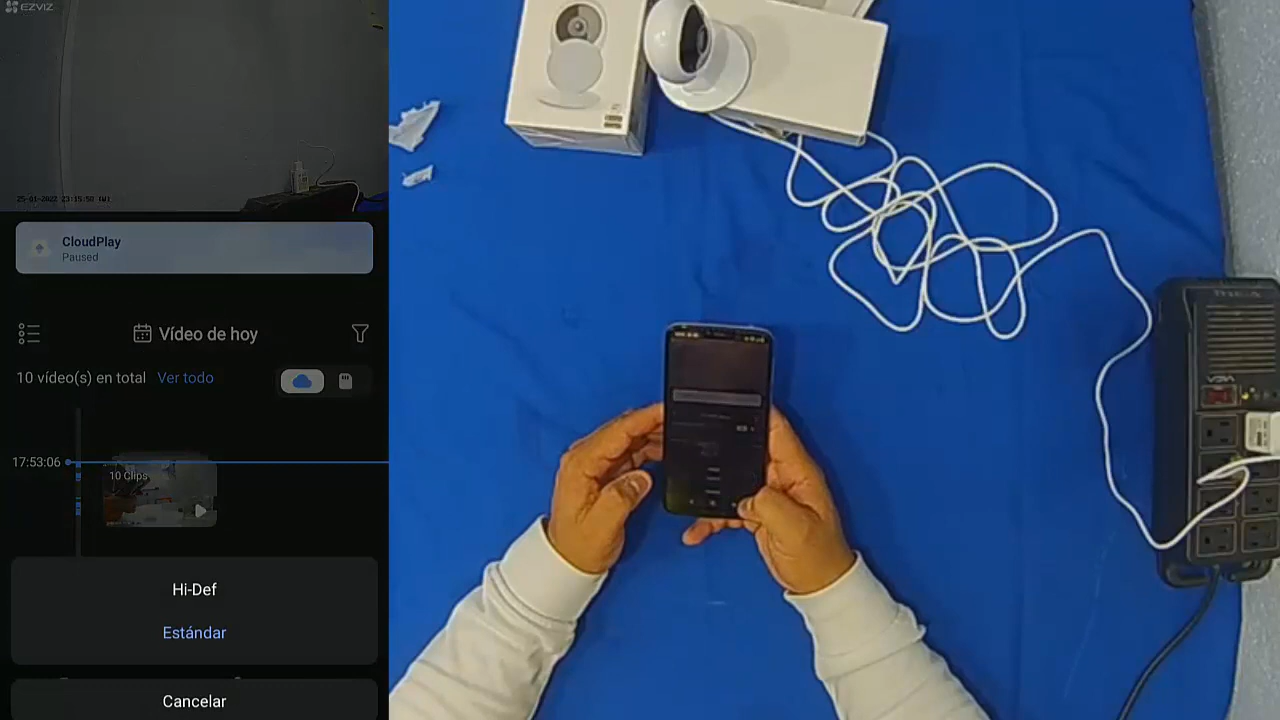 EZVIZ
CloudPlay
Paused
Vídeo de hoy
10 vídeo(s) en total Ver todo
17:53:06
10 Clips
Hi-Def
Estándar
Cancelar